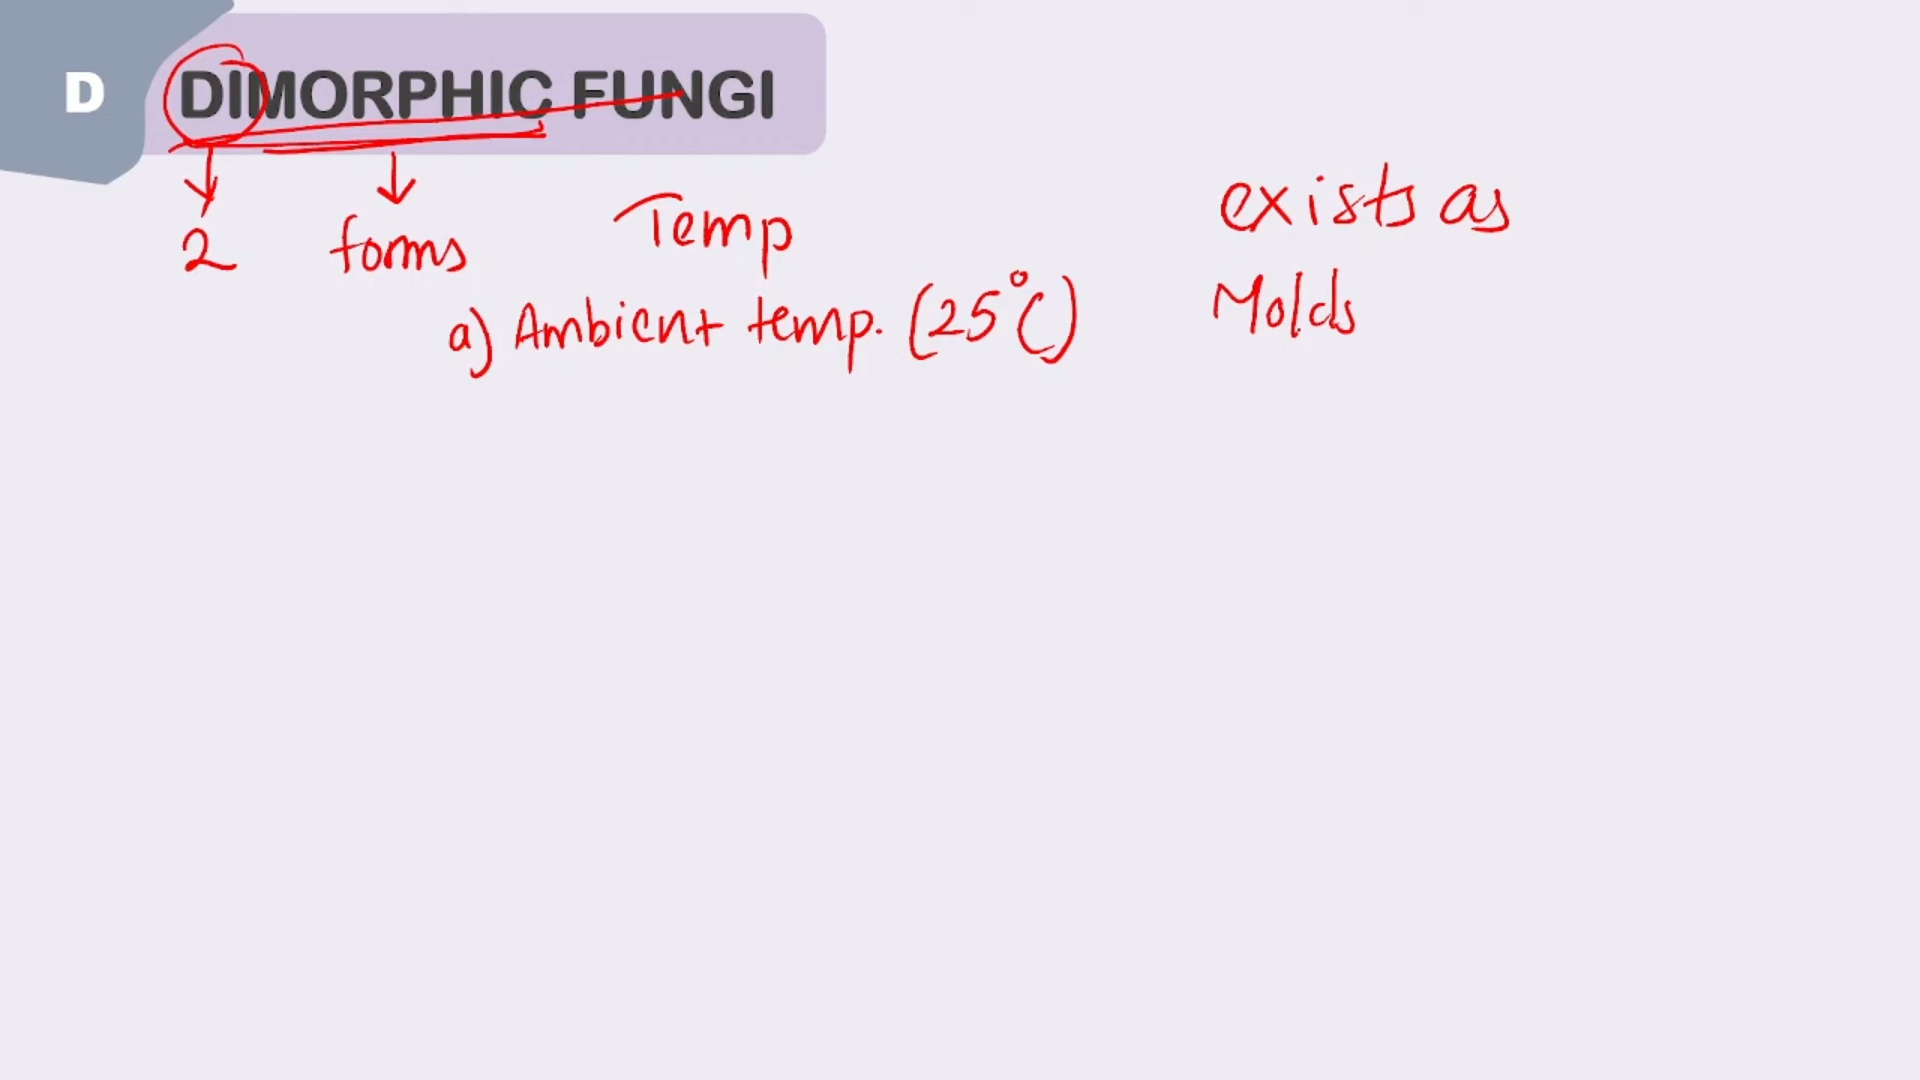 D DIMORPHIC FUNGI
2 forms Temp exists as
a) Ambient temp. (25°C) Molds